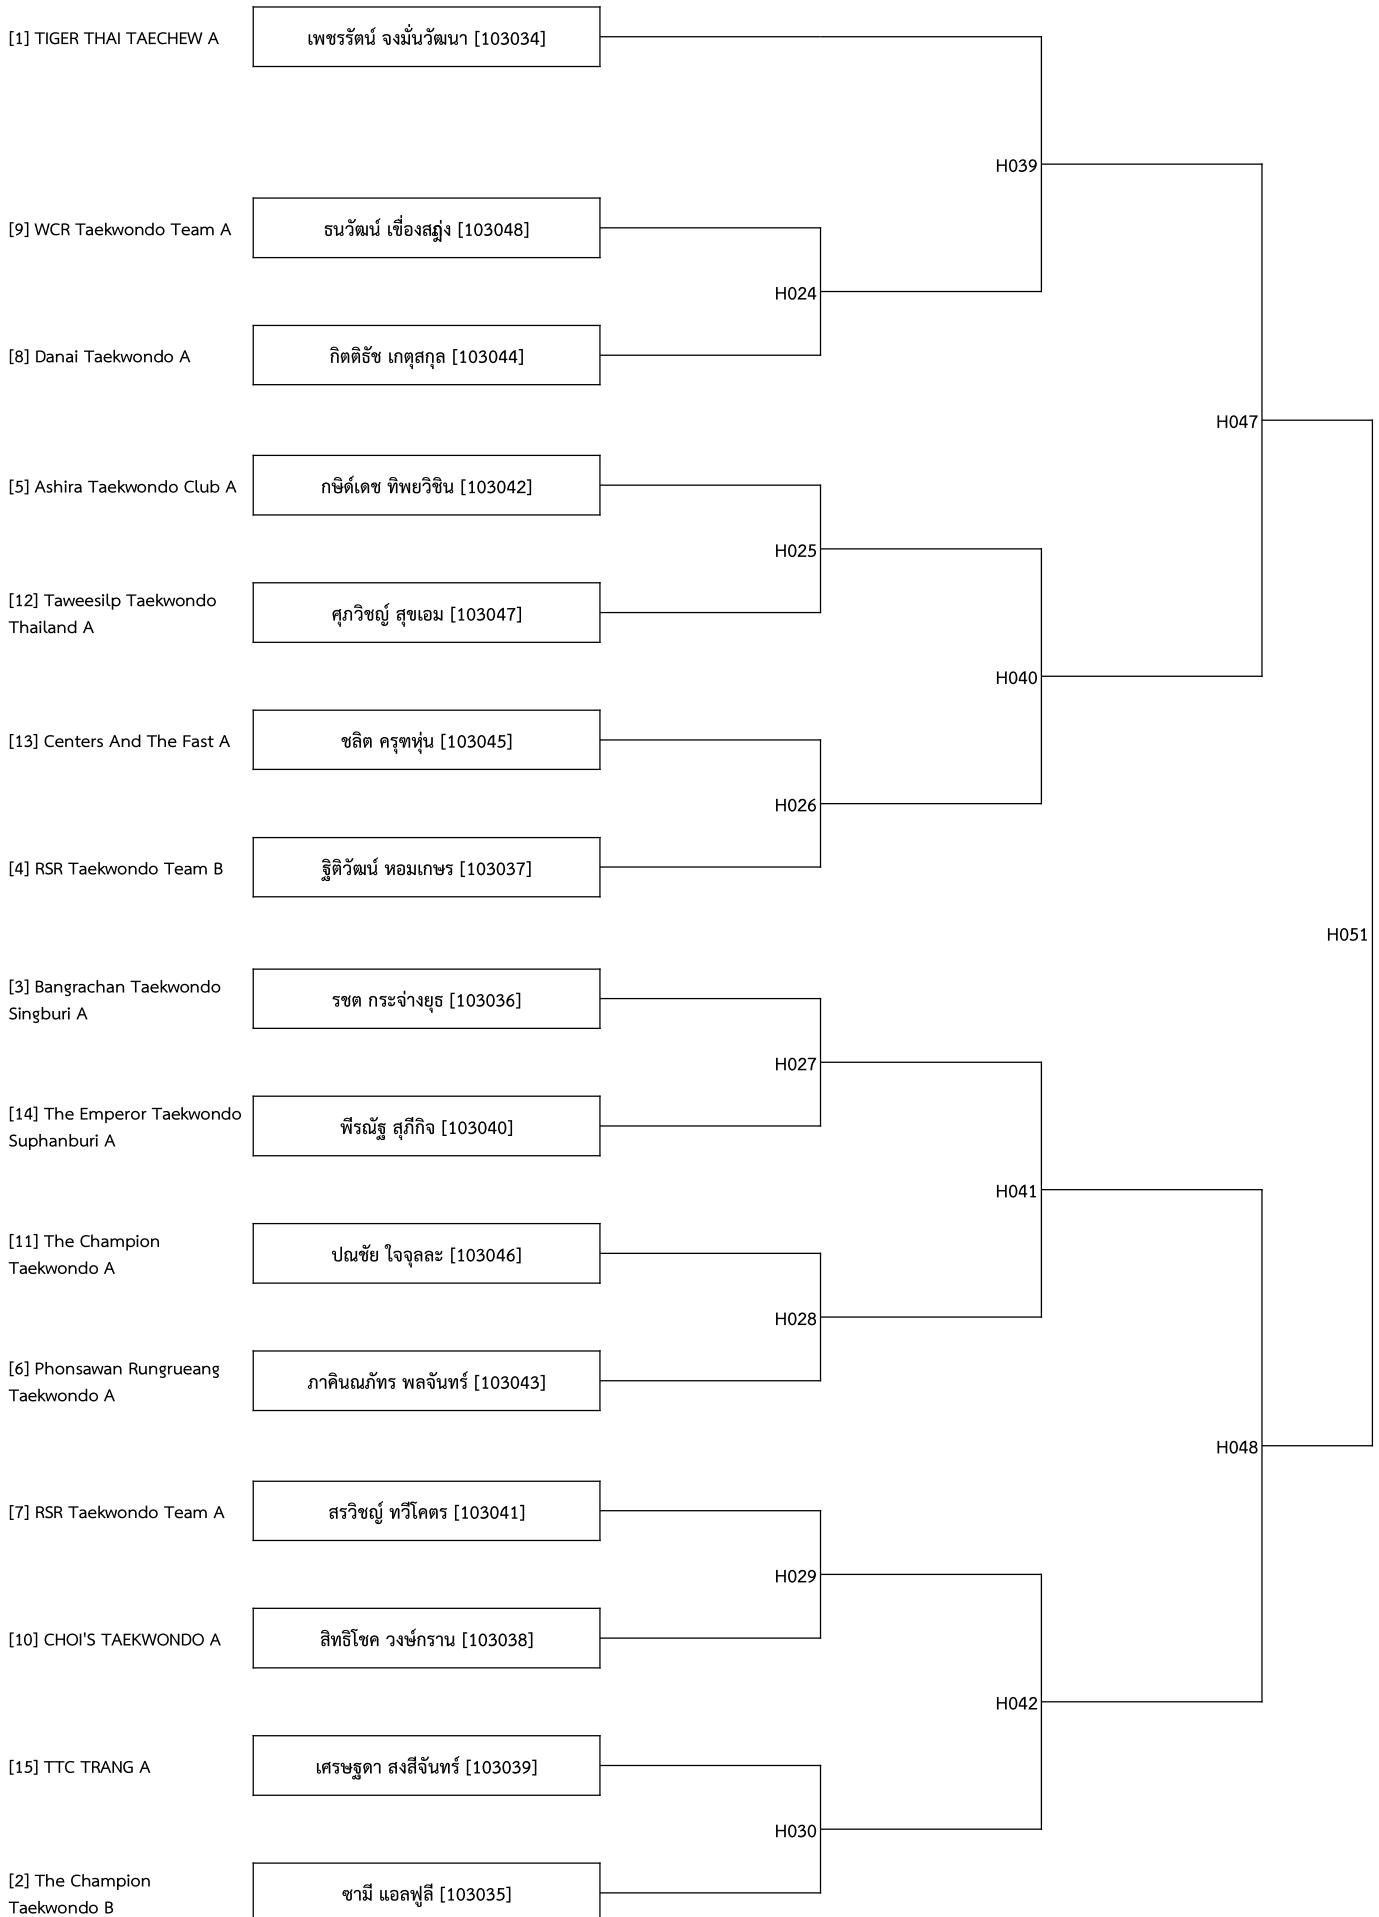 [1] TIGER THAI TAECHEW A
เพชรรัตน์ จงมั่นวัฒนา [103034]
H039
[9] WCR Taekwondo Team A
ธนวัฒน์ เขื่องสฎุ่ง [103048]
H024
[8] Danai Taekwondo A
กิตติธัช เกตุสกุล [103044]
H047
[5] Ashira Taekwondo Club A
กษิด์เดช ทิพยวิชิน [103042]
H025
[12] Taweesilp Taekwondo
Thailand A
ศุภวิชญ์ สุขเอม [103047]
H040
[13] Centers And The Fast A
ชลิต ครุฑหุ่น [103045]
H026
[4] RSR Taekwondo Team B
ฐิติวัฒน์ หอมเกษร [103037]
H051
[3] Bangrachan Taekwondo
Singburi A
รชต กระจ่างยุธ [103036]
H027
[14] The Emperor Taekwondo
Suphanburi A
พีรณัฐ สุภีกิจ [103040]
H041
[11] The Champion
Taekwondo A
ปณชัย ใจจุลละ [103046]
H028
[6] Phonsawan Rungrueang
Taekwondo A
ภาคินณภัทร พลจันทร์ [103043]
H048
[7] RSR Taekwondo Team A
สรวิชญ์ ทวีโคตร [103041]
H029
[10] CHOI'S TAEKWONDO A
สิทธิโชค วงษ์กราน [103038]
H042
[15] TTC TRANG A
เศรษฐดา สงสีจันทร์ [103039]
H030
[2] The Champion
Taekwondo B
ซามี แอลฟูลี [103035]